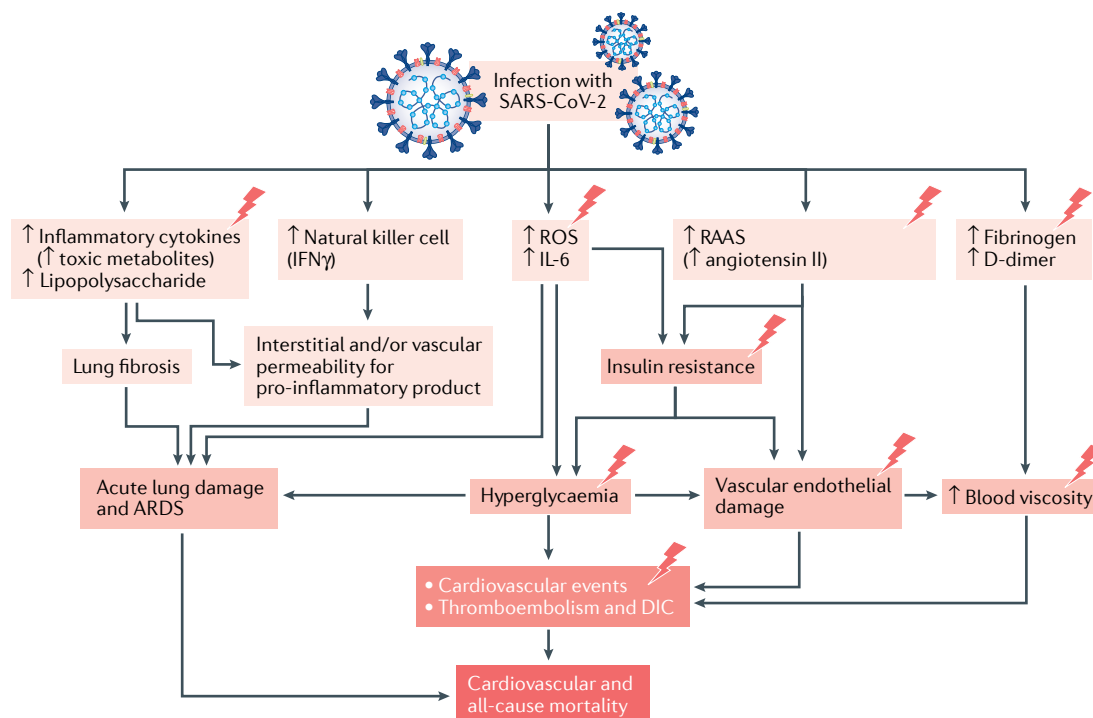 Infection with
SARS-CoV-2
↑ Inflammatory cytokines
(↑ toxic metabolites)
↑ Lipopolysaccharide
↑ Natural killer cell
(IFNγ)
↑ ROS
↑ IL-6
↑ RAAS
(↑ angiotensin II)
↑ Fibrinogen
↑ D-dimer
Lung fibrosis
Interstitial and/or vascular
permeability for
pro-inflammatory product
Insulin resistance
Acute lung damage
and ARDS
Hyperglycaemia
Vascular endothelial
damage
↑ Blood viscosity
• Cardiovascular events
• Thromboembolism and DIC
Cardiovascular and
all-cause mortality